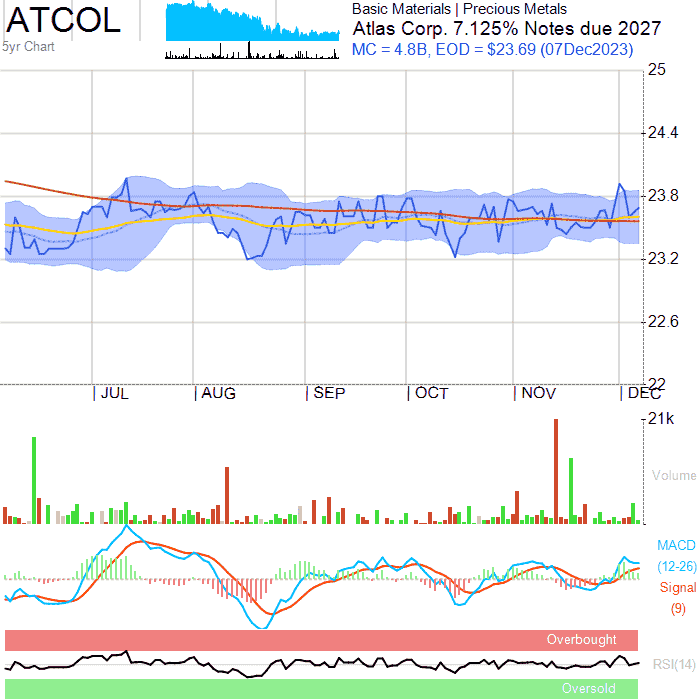 ATCOL
5yr Chart
Basic Materials | Precious Metals
Atlas Corp. 7.125% Notes due 2027
MC = 4.8B, EOD = $23.69 (07Dec2023)
25
24.4
23.8
23.2
22.6
22
JUL AUG SEP OCT NOV DEC
21k
Volume
MACD
(12-26)
Signal
(9)
Overbought
RSI(14)
Oversold